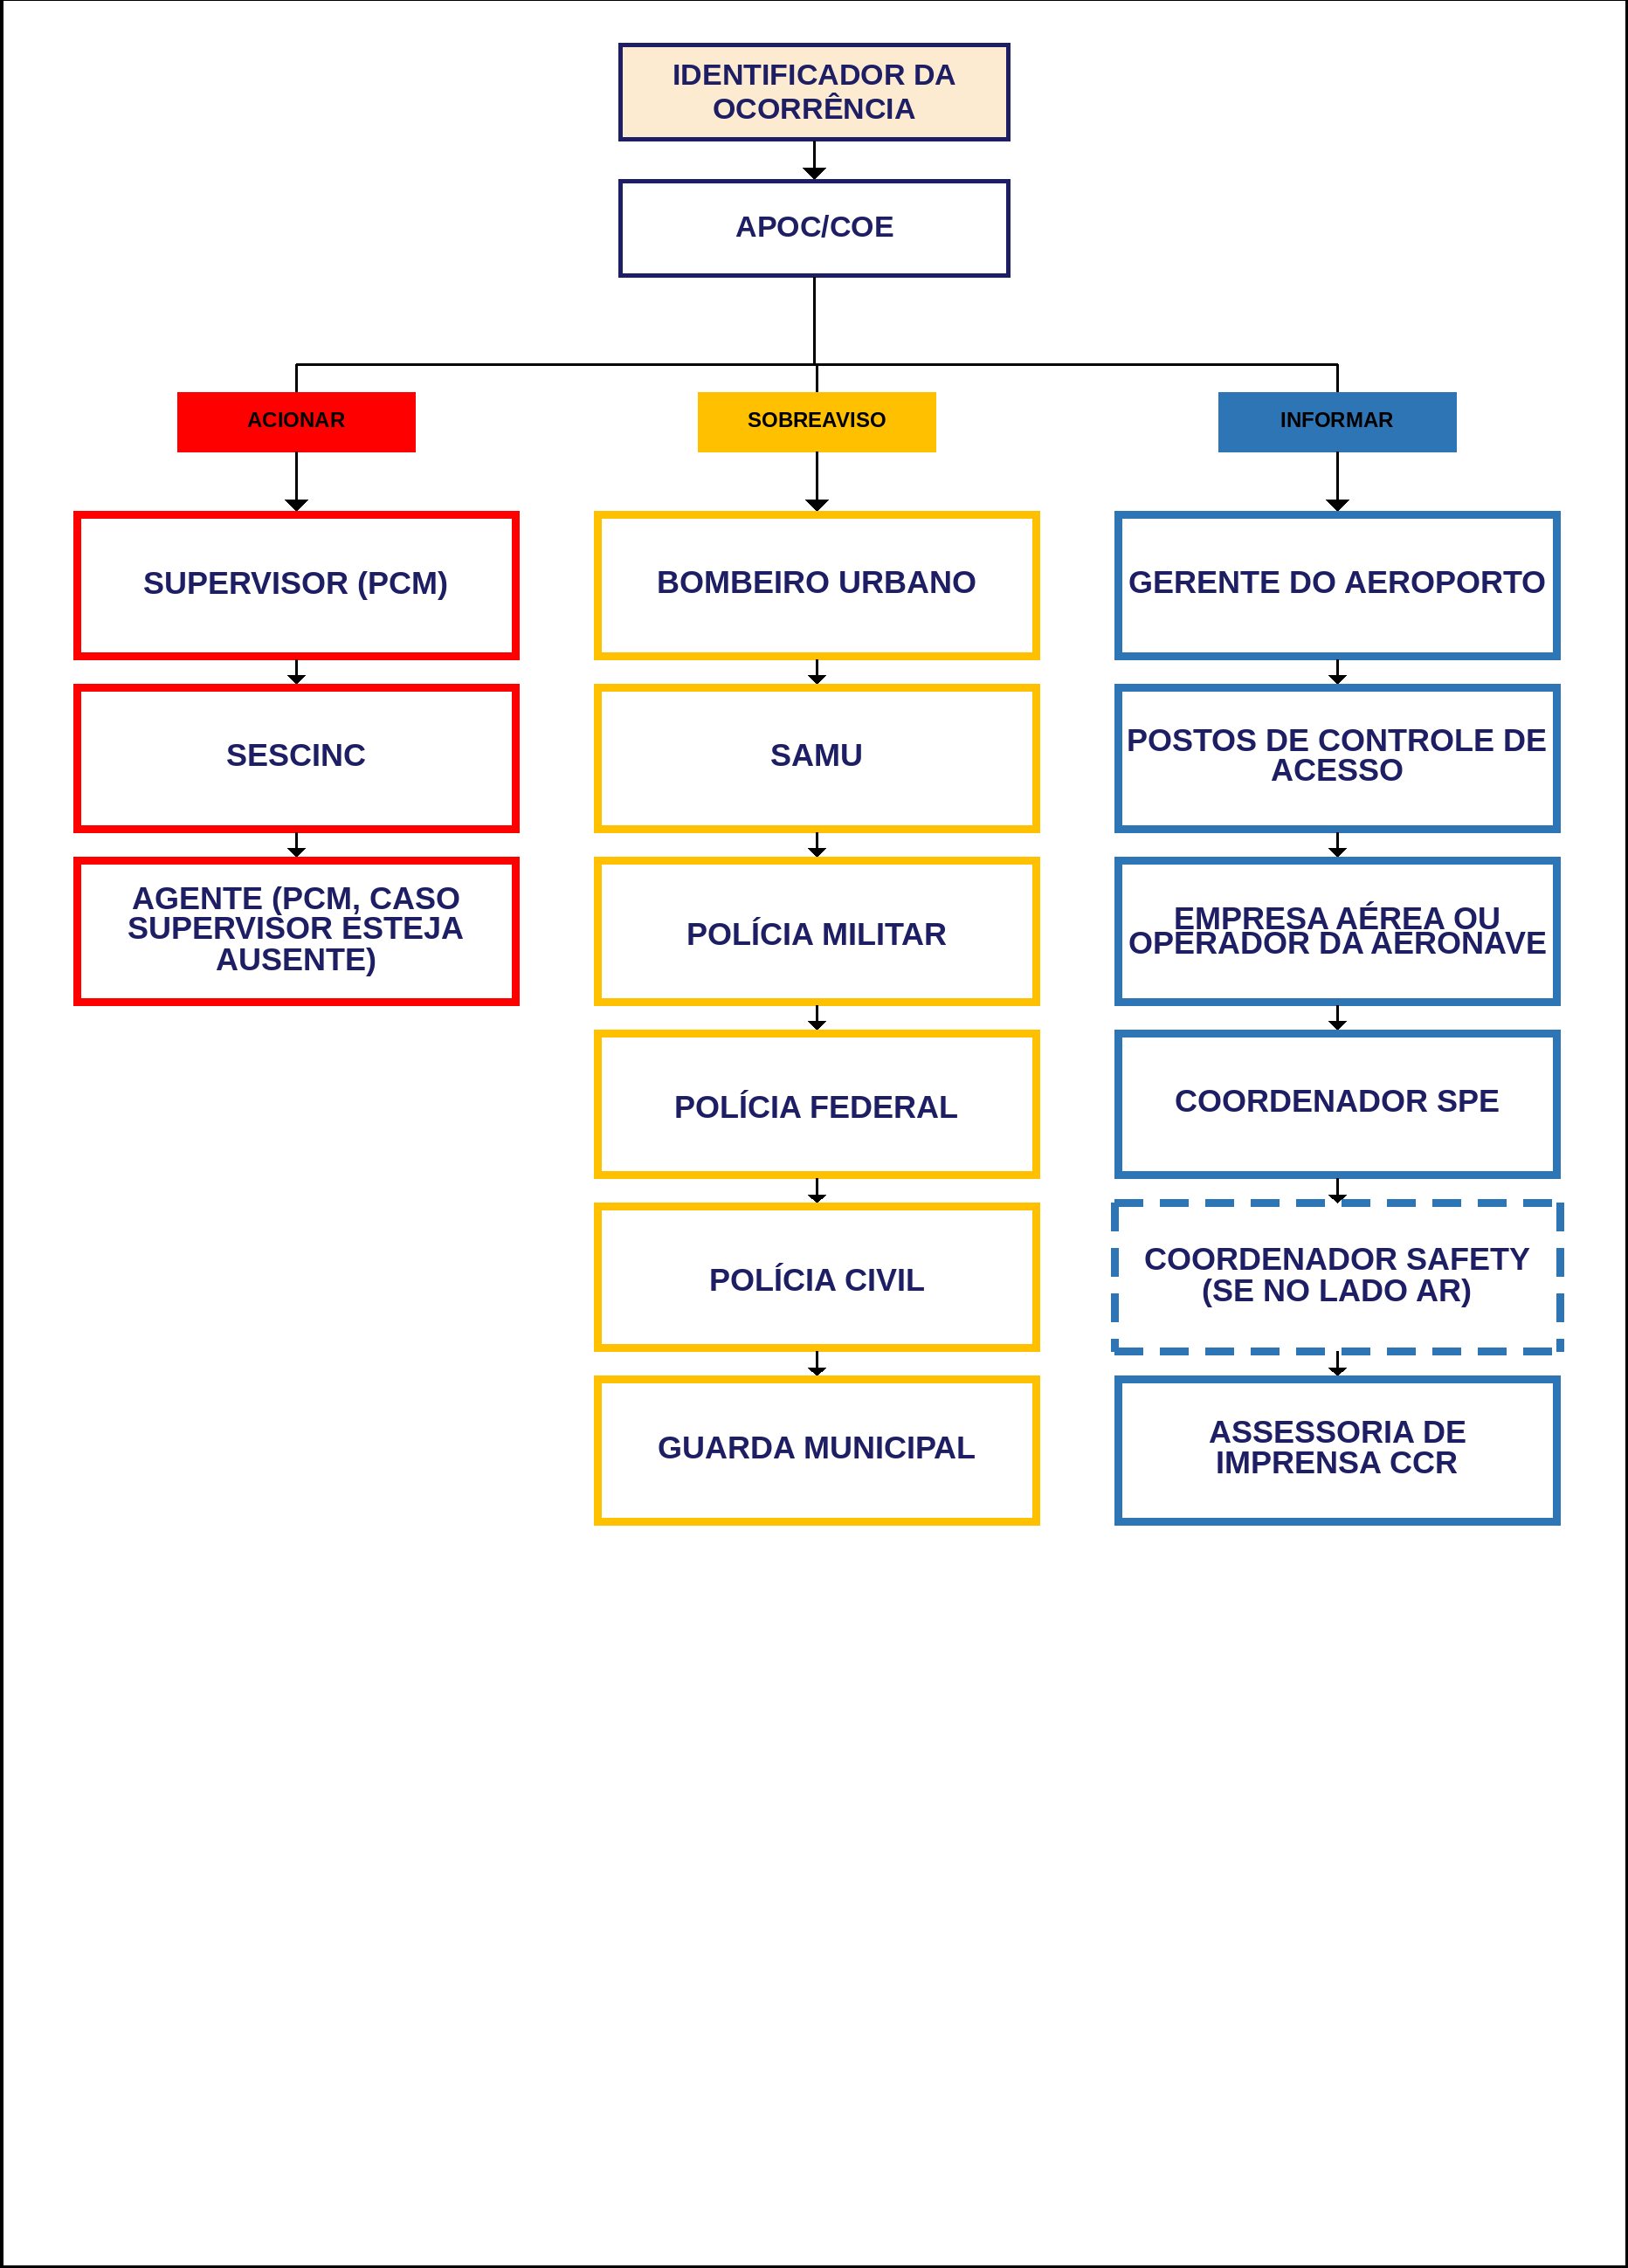 IDENTIFICADOR DA
OCORRÊNCIA
APOC/COE
ACIONAR
SUPERVISOR (PCM)
SESCINC
AGENTE (PCM, CASO
SUPERVISOR ESTEJA
AUSENTE)
SOBREAVISO
BOMBEIRO URBANO
SAMU
POLÍCIA MILITAR
POLÍCIA FEDERAL
POLÍCIA CIVIL
GUARDA MUNICIPAL
INFORMAR
GERENTE DO AEROPORTO
POSTOS DE CONTROLE DE
ACESSO
EMPRESA AÉREA OU
OPERADOR DA AERONAVE
COORDENADOR SPE
COORDENADOR SAFETY
(SE NO LADO AR)
ASSESSORIA DE
IMPRENSA CCR